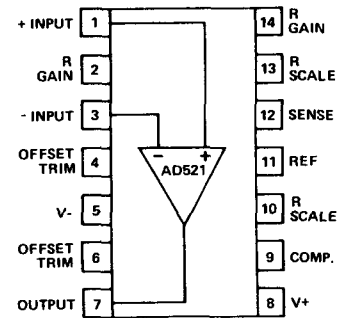 + INPUT 1
R
GAIN 2
- INPUT 3
OFFSET
TRIM 4
V- 5
OFFSET
TRIM 6
OUTPUT 7
- +
AD521
14 R
GAIN
13 R
SCALE
12 SENSE
11 REF
10 R
SCALE
9 COMP.
8 V+